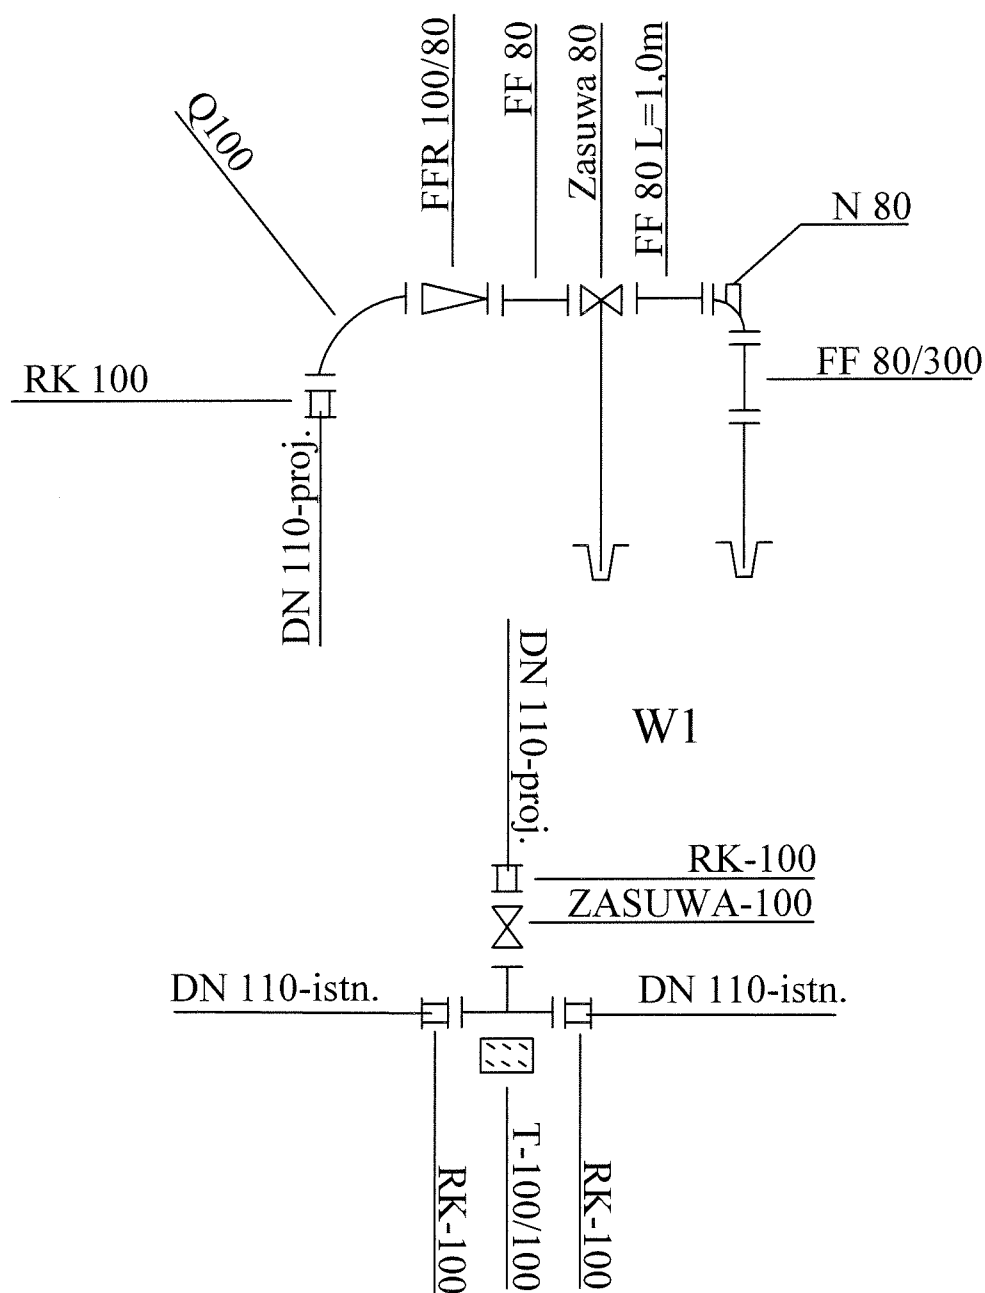 Q100
FFR 100/80
FF 80
Zasuwa 80
FF 80 L=1,0m
N 80
RK 100
FF 80/300
DN 110-proj.
DN 110-proj.
W1
RK-100
ZASUWA-100
DN 110-istn.
DN 110-istn.
RK-100
T-100/100
RK-100